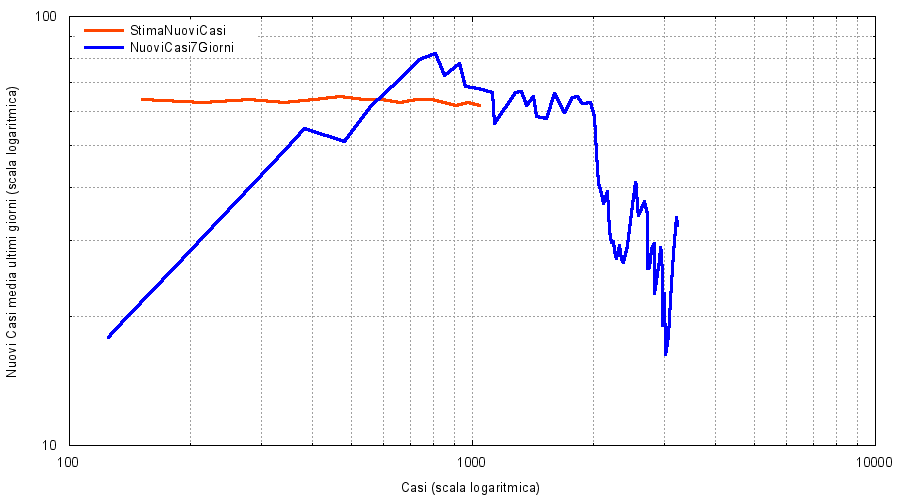 100
StimaNuoviCasi
NuoviCasi7Giorni
Nuovi Casi media ultimi giorni (scala logaritmica)
10
100
1000
10000
Casi (scala logaritmica)